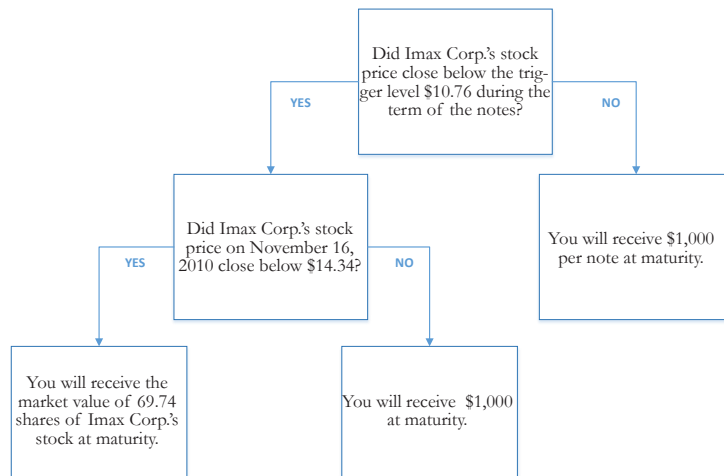 Did Imax Corp.'s stock
price close below the trig-
ger level $10.76 during the
term of the notes?
YES
NO
Did Imax Corp.'s stock
price on November 16,
2010 close below $14.34?
You will receive $1,000
per note at maturity.
YES
NO
You will receive the
market value of 69.74
shares of Imax Corp.'s
stock at maturity.
You will receive $1,000
at maturity.